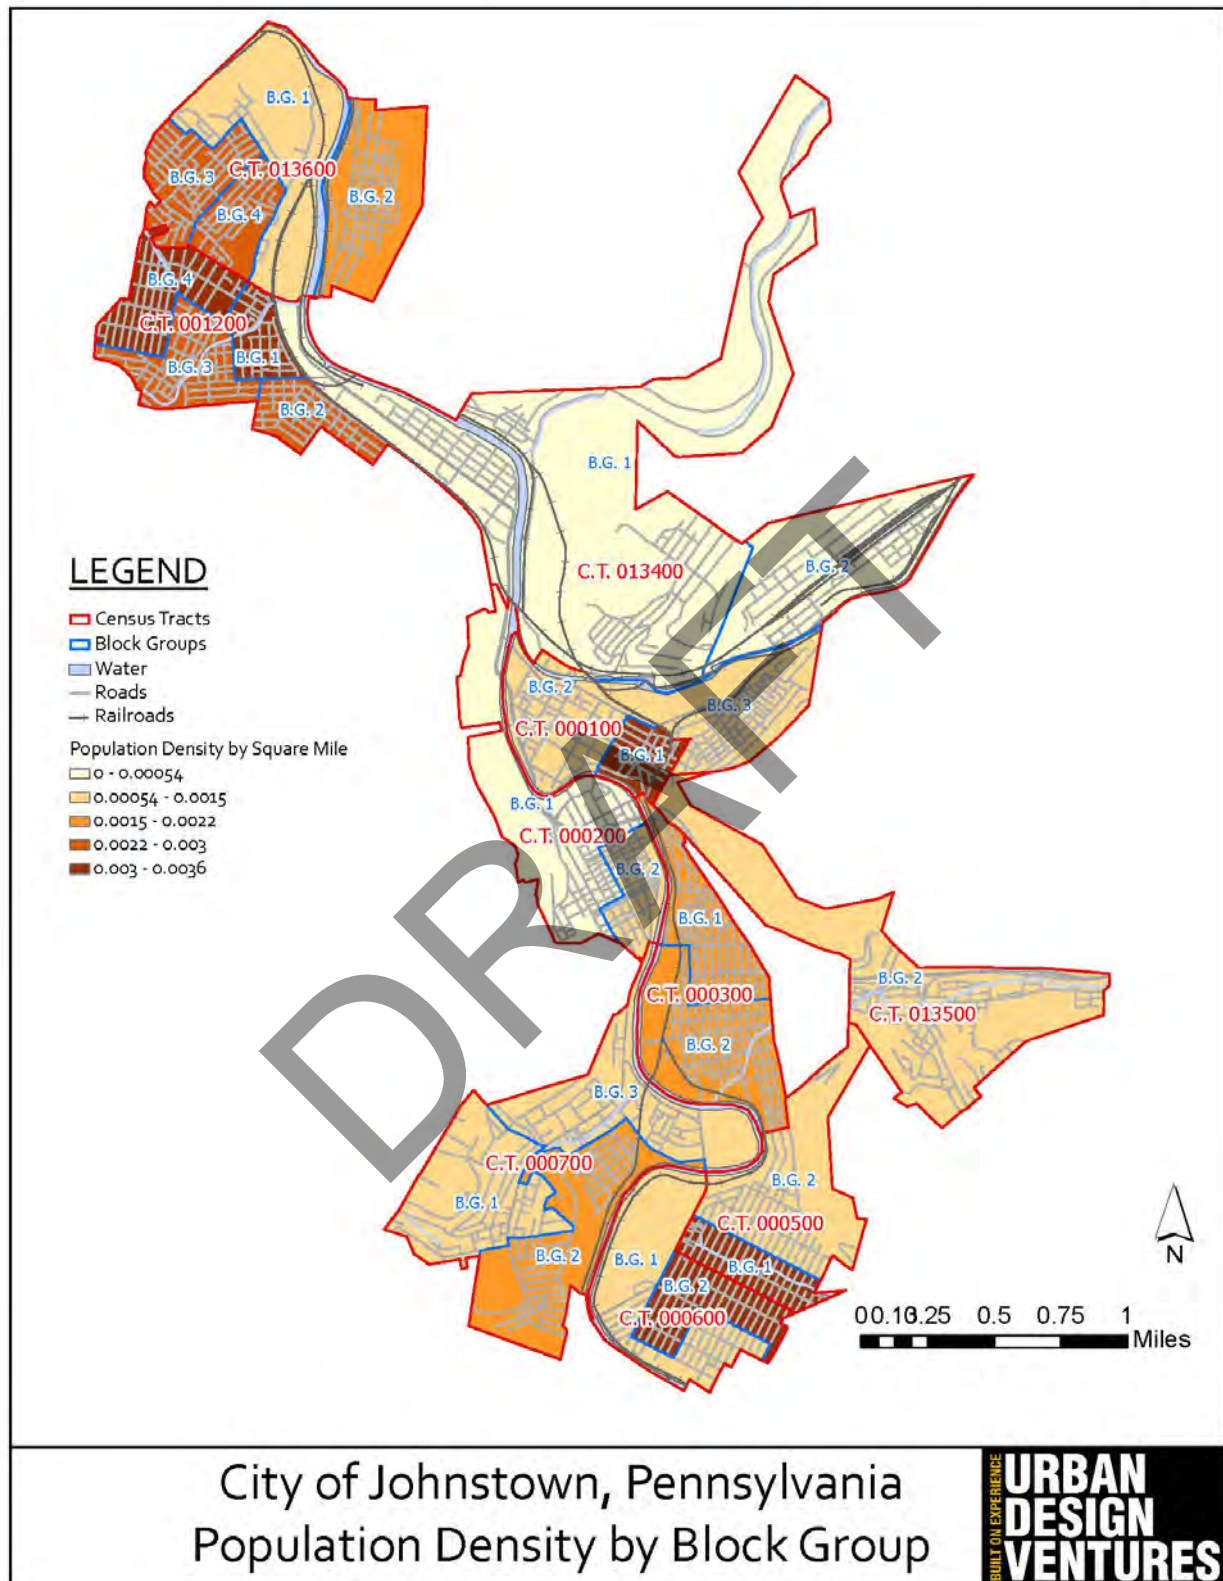 B.G. 1
C.T. 013600
B.G. 3
B.G. 2
B.G. 4
B.G. 4
C.T. 001200
B.G. 1
B.G. 3
B.G. 2
B.G. 1
C.T. 013400
B.G. 2
LEGEND
Census Tracts
Block Groups
Water
Roads
Railroads
Population Density by Square Mile
0 - 0.00054
0.00054 - 0.0015
0.0015 - 0.0022
0.0022 - 0.003
0.003 - 0.0036
B.G. 2
B.G. 3
C.T. 000100
B.G. 1
B.G. 1
C.T. 000200
B.G. 2
B.G. 1
B.G. 2
C.T. 000300
C.T. 013500
B.G. 2
B.G. 3
C.T. 000700
B.G. 2
B.G. 1
C.T. 000500
B.G. 2
B.G. 1
B.G. 1
B.G. 2
C.T. 000600
DRAFT
N
0 0.5 0.75 1
Miles
City of Johnstown, Pennsylvania
Population Density by Block Group
BUILT ON EXPERIENCE
URBAN
DESIGN
VENTURES